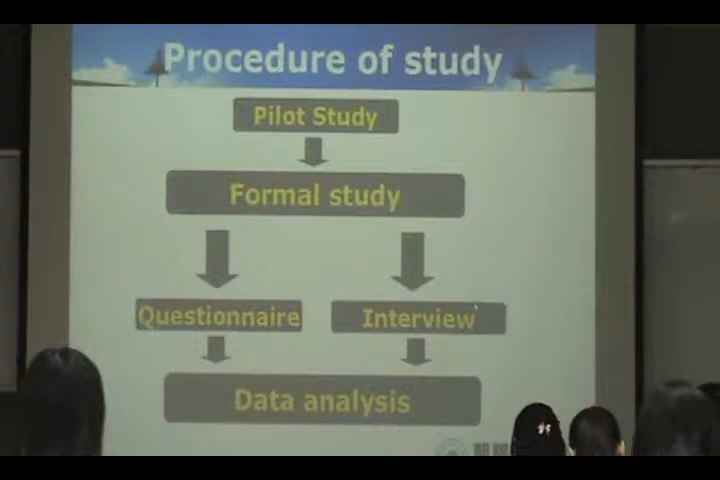 Procedure of study
Pilot Study
Formal study
Questionnaire
Interview
Data analysis